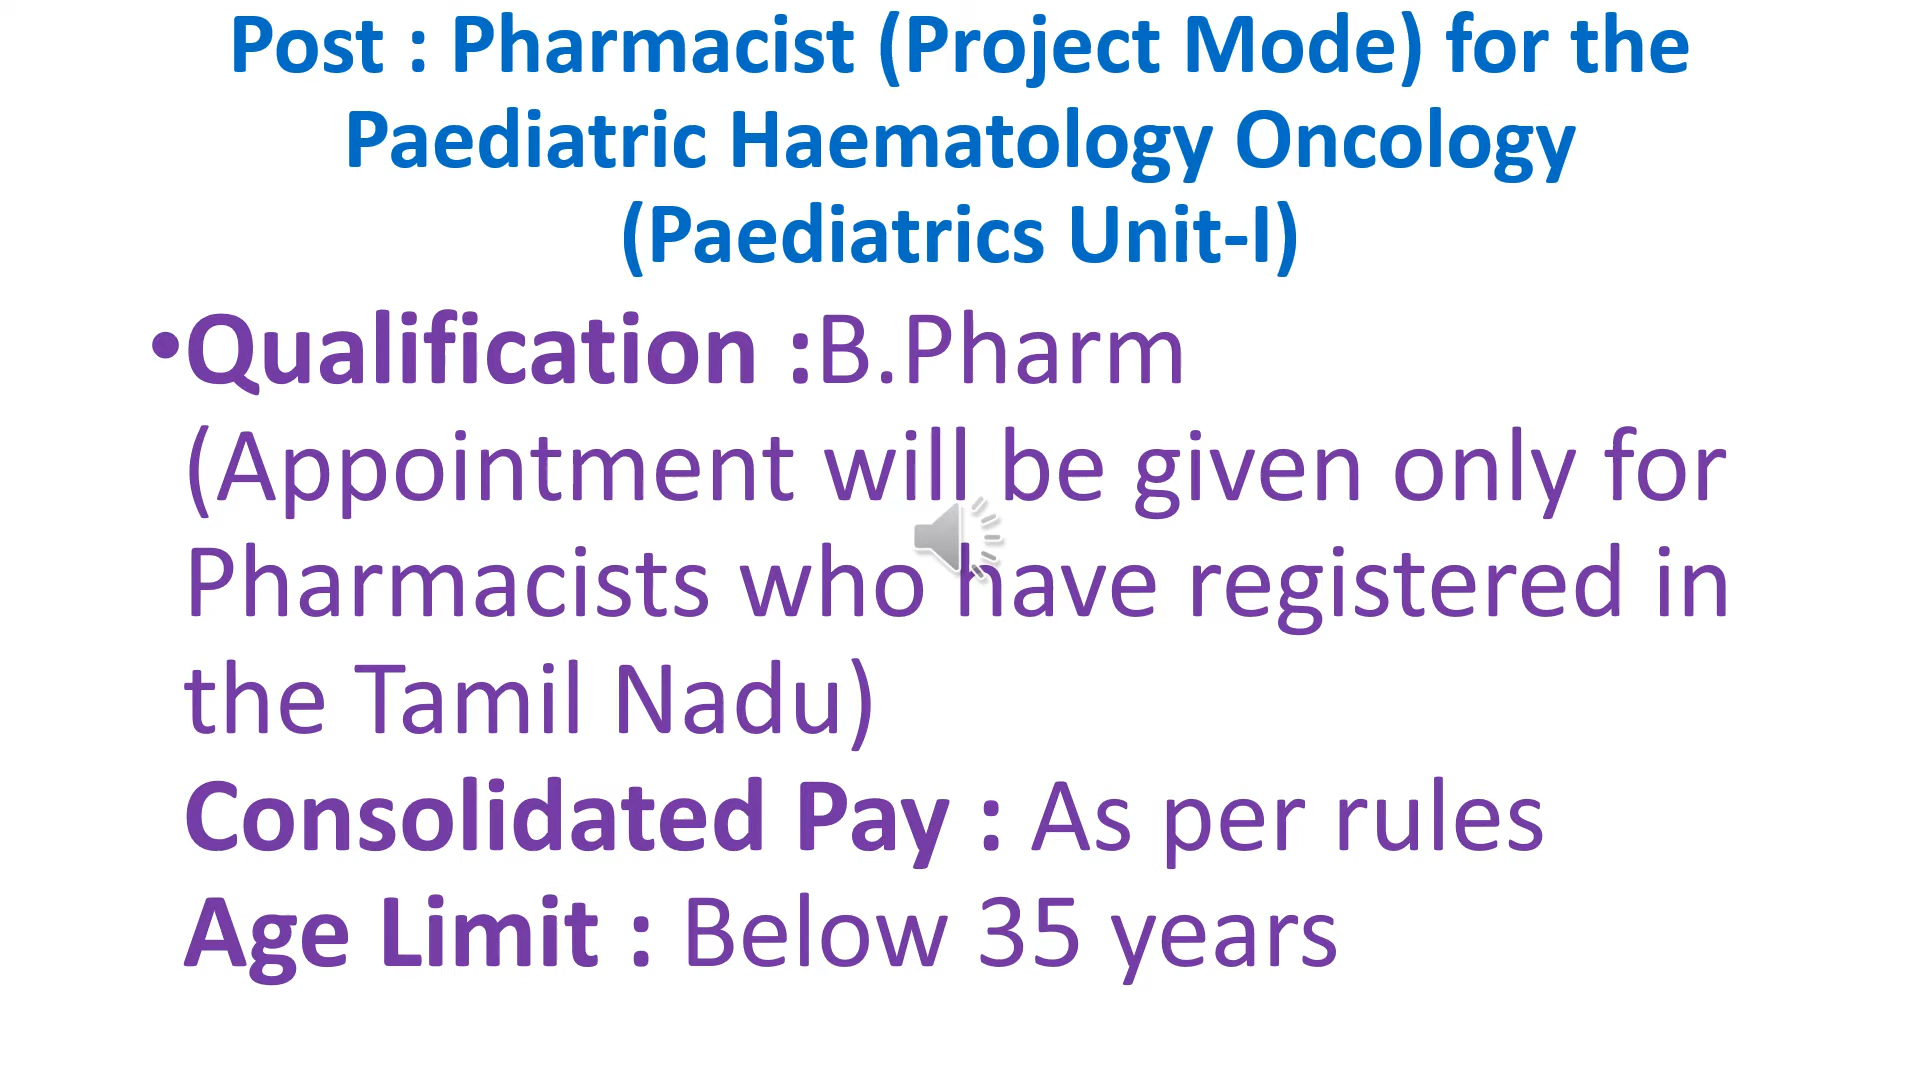 Post : Pharmacist (Project Mode) for the
Paediatric Haematology Oncology
(Paediatrics Unit-I)
•Qualification :B.Pharm
(Appointment will be given only for
Pharmacists who have registered in
the Tamil Nadu)
Consolidated Pay : As per rules
Age Limit : Below 35 years